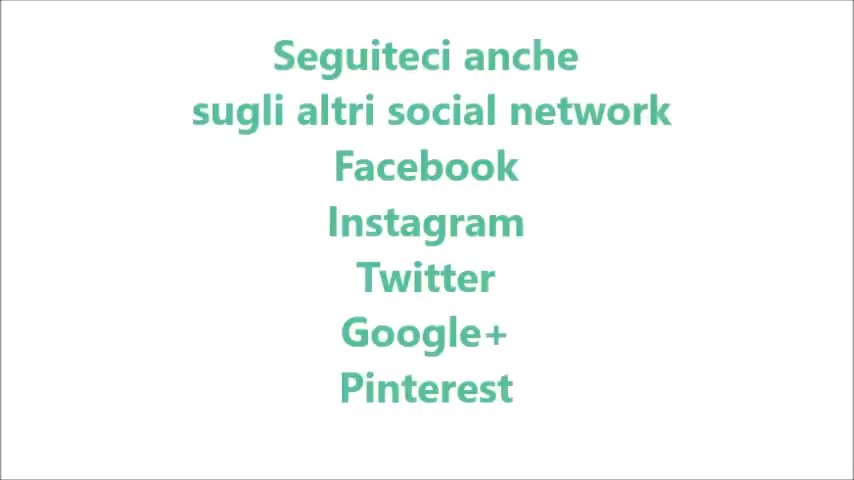 Seguiteci anche
sugli altri social network
Facebook
Instagram
Twitter
Google+
Pinterest